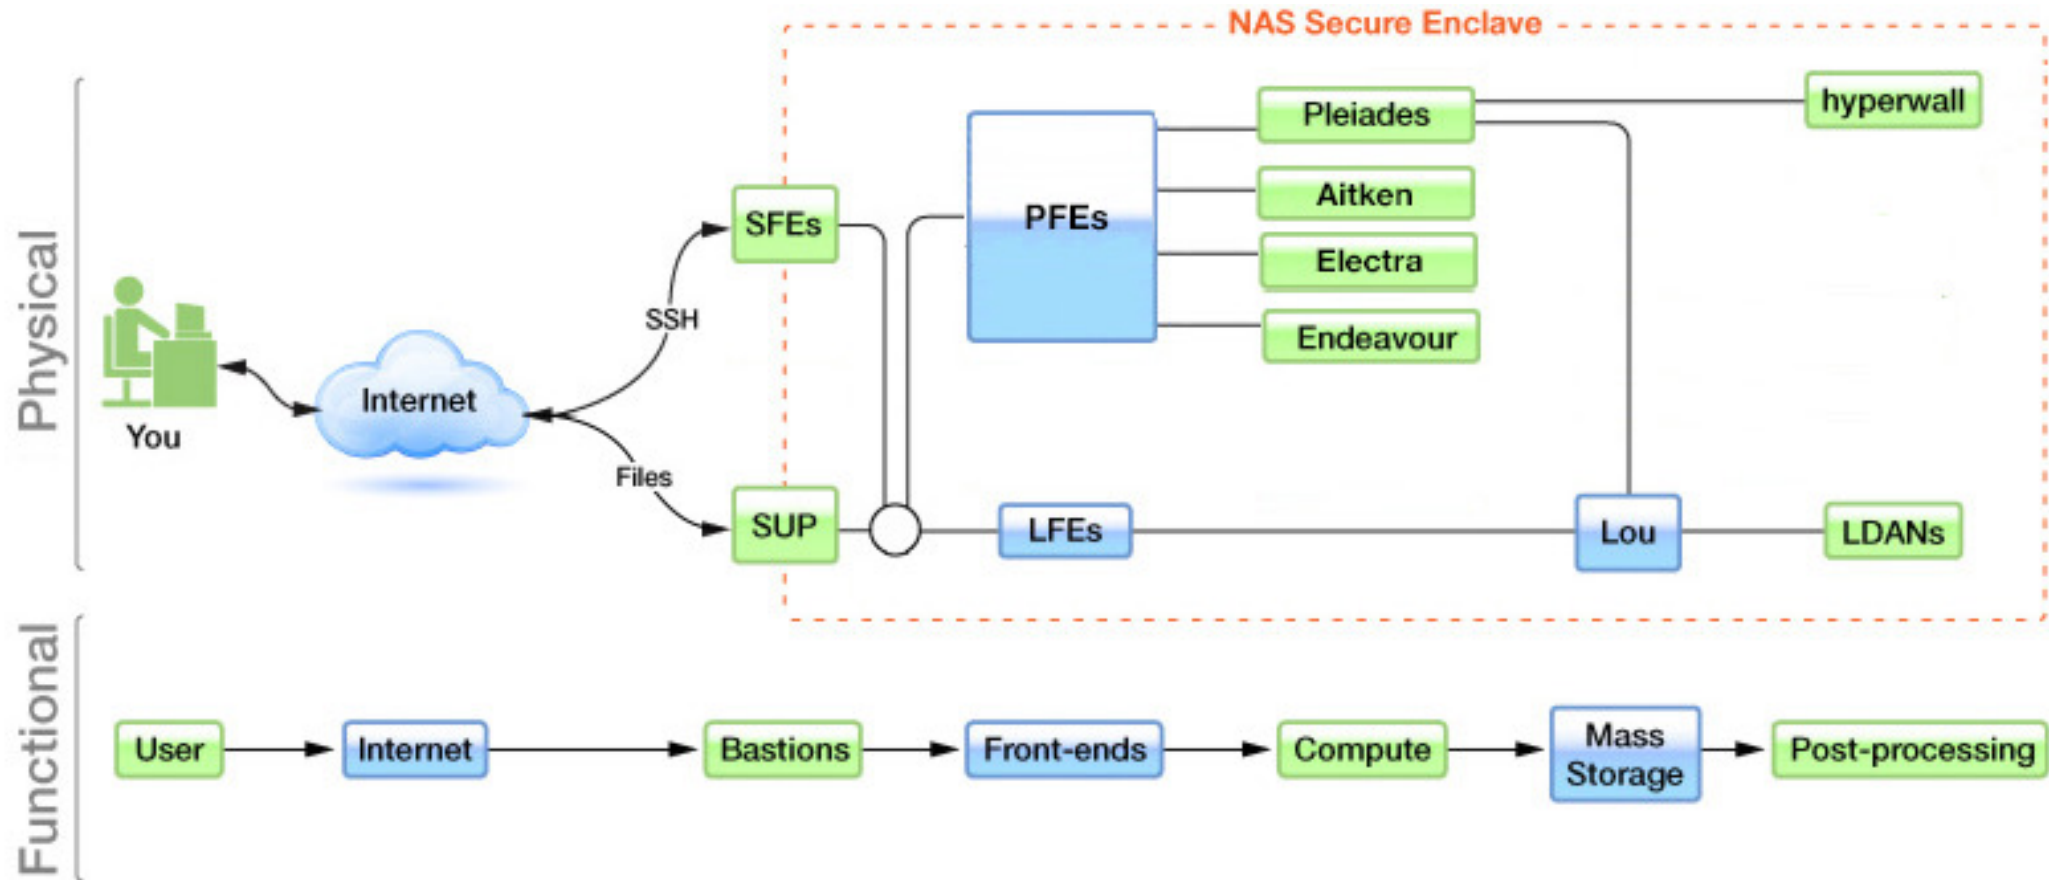 NAS Secure Enclave
Physical
You
Internet
SSH
Files
SFEs
SUP
PFEs
Pleiades
Aitken
Electra
Endeavour
hyperwall
LFEs
Lou
LDANs
Functional
User
Internet
Bastions
Front-ends
Compute
Mass
Storage
Post-processing